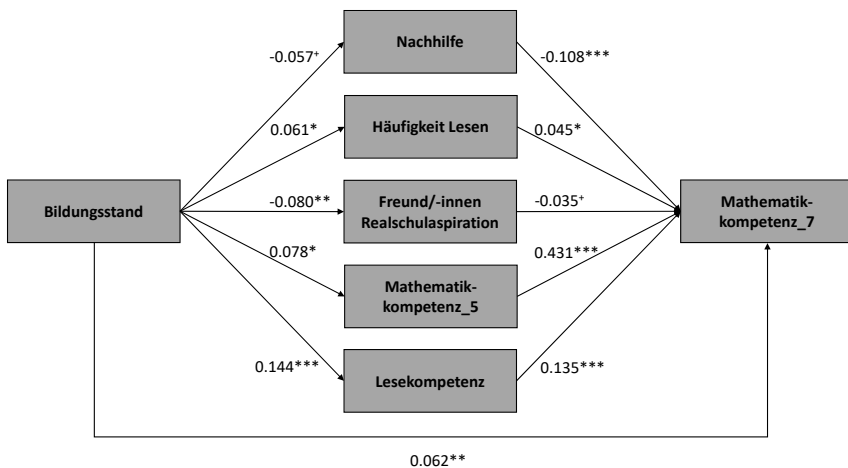 Nachhilfe
-0.057⁺
-0.108***
Häufigkeit Lesen
0.061*
0.045*
Bildungsstand
-0.080**
Freund/-innen
Realschulaspiration
-0.035⁺
Mathematik-
kompetenz_7
0.078*
Mathematik-
kompetenz_5
0.431***
0.144***
Lesekompetenz
0.135***
0.062**